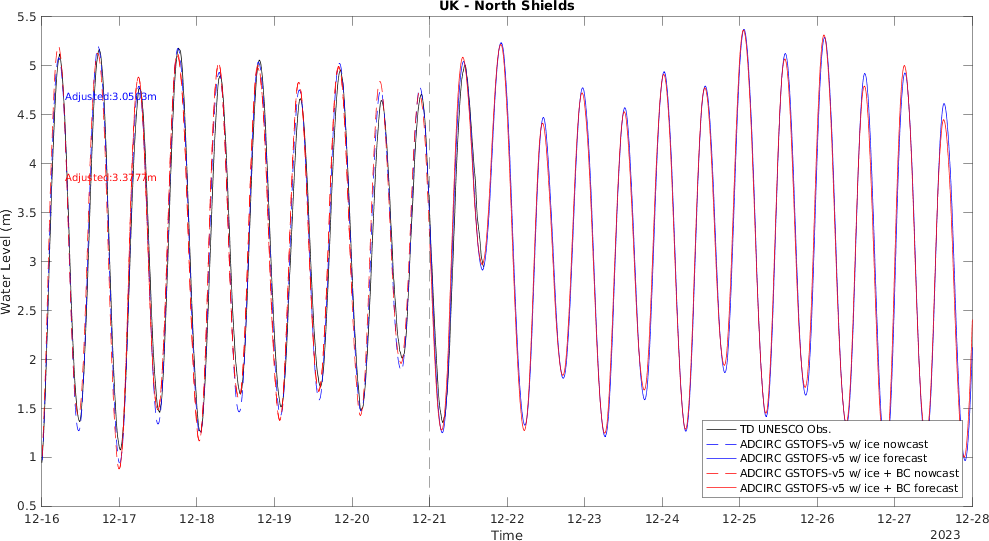 UK - North Shields
5.5
5
4.5
4
3.5
3
2.5
2
1.5
1
0.5
Water Level (m)
Adjusted:3.0503m
Adjusted:3.3777m
TD UNESCO Obs.
ADCIRC GSTOFS-v5 w/ ice nowcast
ADCIRC GSTOFS-v5 w/ ice forecast
ADCIRC GSTOFS-v5 w/ ice + BC nowcast
ADCIRC GSTOFS-v5 w/ ice + BC forecast
12-16 12-17 12-18 12-19 12-20 12-21 12-22 12-23 12-24 12-25 12-26 12-27 12-28
Time
2023